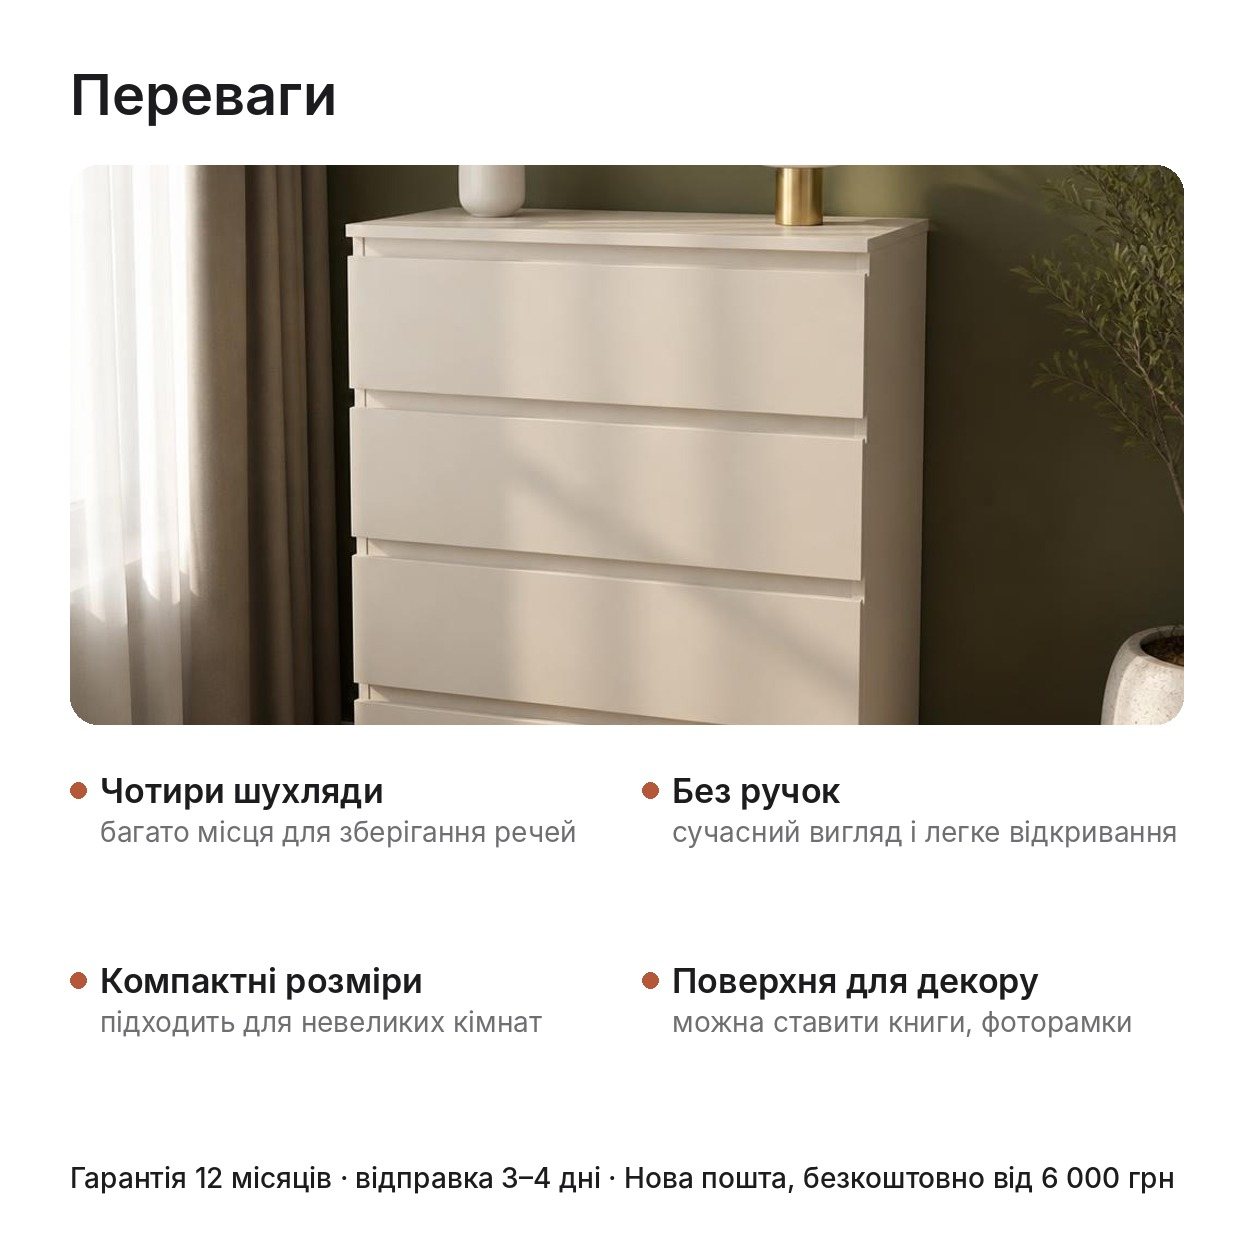 Переваги
Чотири шухляди
багато місця для зберігання речей
Без ручок
сучасний вигляд і легке відкривання
Компактні розміри
підходить для невеликих кімнат
Поверхня для декору
можна ставити книги, фоторамки
Гарантія 12 місяців · відправка 3–4 дні · Нова пошта, безкоштовно від 6 000 грн